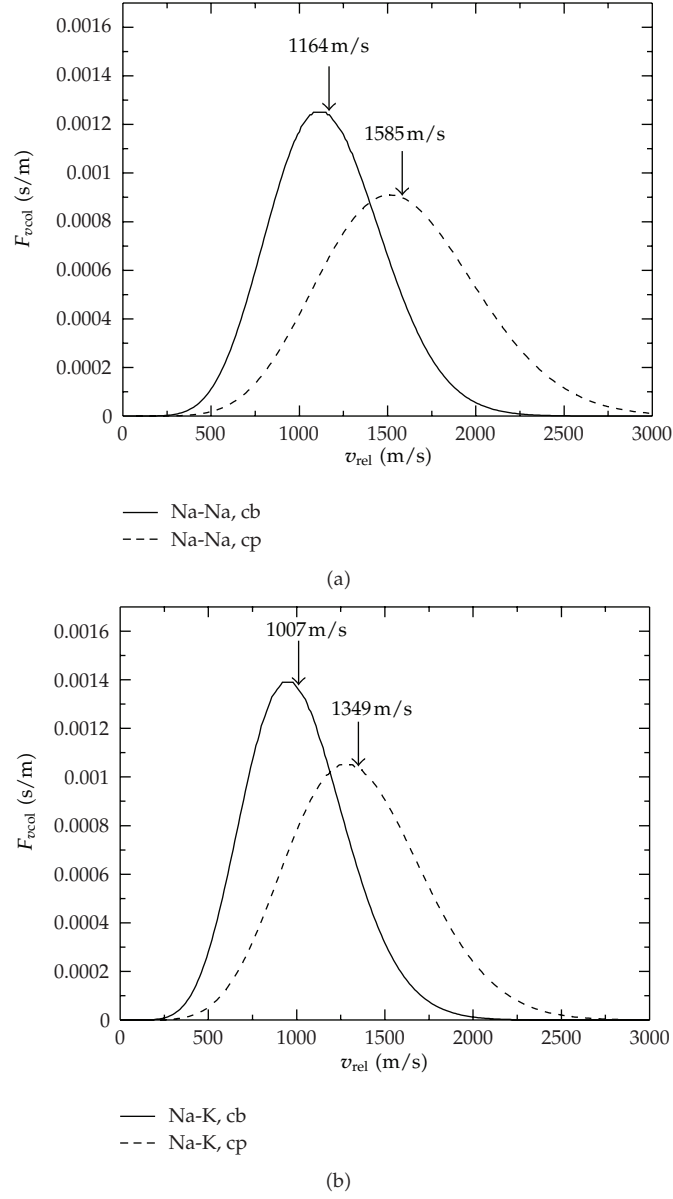 0.0016
1164 m/s
0.0014
1585 m/s
0.0012
0.001
0.0008
0.0006
0.0004
0.0002
0
F_vcol (s/m)
0 500 1000 1500 2000 2500 3000
v_rel (m/s)
Na-Na, cb
Na-Na, cp
(a)
0.0016
1007 m/s
0.0014
1349 m/s
0.0012
0.001
0.0008
0.0006
0.0004
0.0002
0
F_vcol (s/m)
0 500 1000 1500 2000 2500 3000
v_rel (m/s)
Na-K, cb
Na-K, cp
(b)